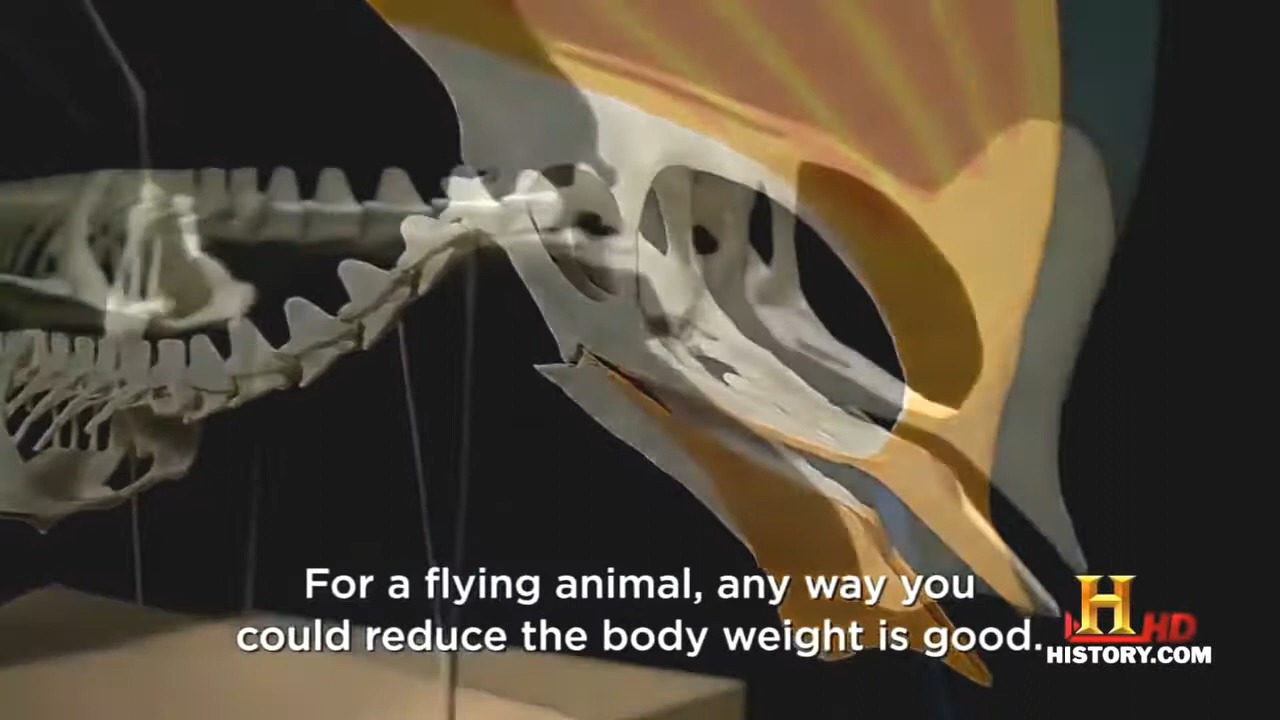 For a flying animal, any way you
could reduce the body weight is good.
H HD
HISTORY.COM